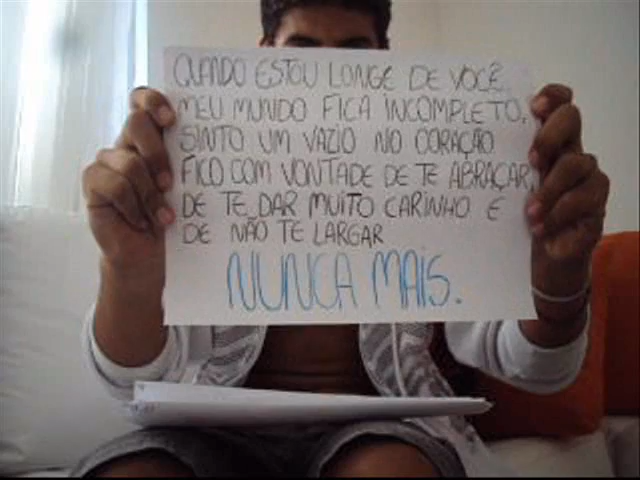 QUANDO ESTOU LONGE DE VOCÊ,
MEU MUNDO FICA INCOMPLETO,
SINTO UM VAZIO NO CORAÇÃO
FICO COM VONTADE DE TE ABRAÇAR,
DE TE DAR MUITO CARINHO E
DE NÃO TE LARGAR
NUNCA MAIS.